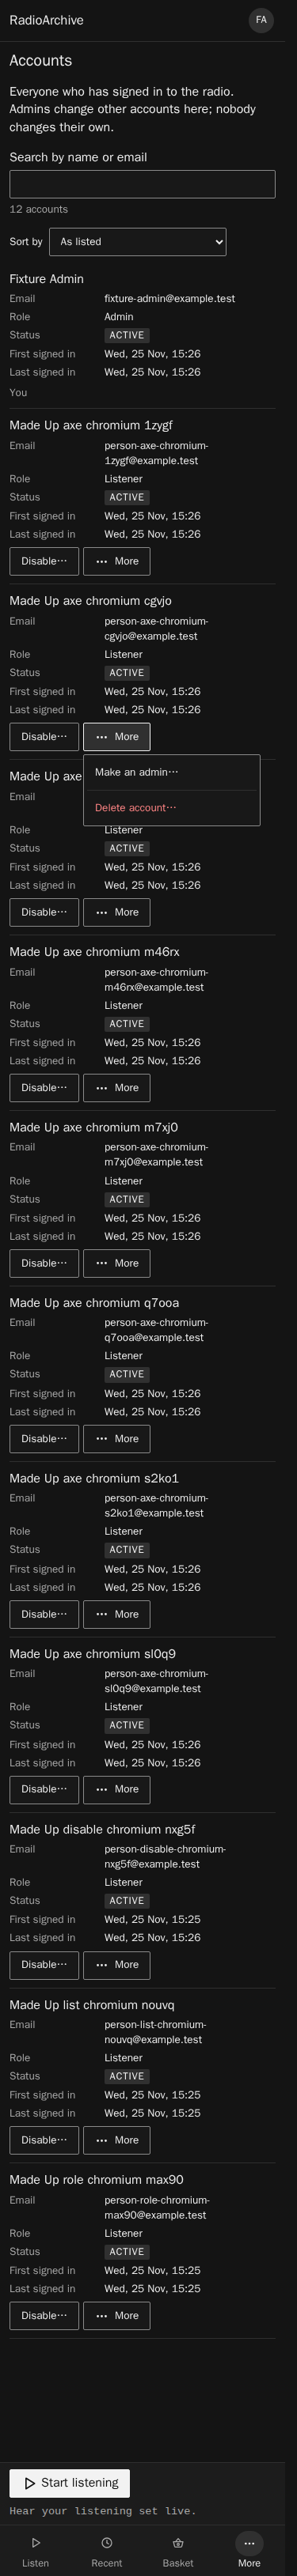 RadioArchive
FA
Accounts
Everyone who has signed in to the radio.
Admins change other accounts here; nobody
changes their own.
Search by name or email
12 accounts
Sort by As listed
Fixture Admin
Email fixture-admin@example.test
Role Admin
Status ACTIVE
First signed in Wed, 25 Nov, 15:26
Last signed in Wed, 25 Nov, 15:26
You
Made Up axe chromium 1zygf
Email person-axe-chromium-
1zygf@example.test
Role Listener
Status ACTIVE
First signed in Wed, 25 Nov, 15:26
Last signed in Wed, 25 Nov, 15:26
Disable… ··· More
Made Up axe chromium cgvjo
Email person-axe-chromium-
cgvjo@example.test
Role Listener
Status ACTIVE
First signed in Wed, 25 Nov, 15:26
Last signed in Wed, 25 Nov, 15:26
Disable… ··· More
Make an admin…
Delete account…
Made Up axe
Email
Role Listener
Status ACTIVE
First signed in Wed, 25 Nov, 15:26
Last signed in Wed, 25 Nov, 15:26
Disable… ··· More
Made Up axe chromium m46rx
Email person-axe-chromium-
m46rx@example.test
Role Listener
Status ACTIVE
First signed in Wed, 25 Nov, 15:26
Last signed in Wed, 25 Nov, 15:26
Disable… ··· More
Made Up axe chromium m7xj0
Email person-axe-chromium-
m7xj0@example.test
Role Listener
Status ACTIVE
First signed in Wed, 25 Nov, 15:26
Last signed in Wed, 25 Nov, 15:26
Disable… ··· More
Made Up axe chromium q7ooa
Email person-axe-chromium-
q7ooa@example.test
Role Listener
Status ACTIVE
First signed in Wed, 25 Nov, 15:26
Last signed in Wed, 25 Nov, 15:26
Disable… ··· More
Made Up axe chromium s2ko1
Email person-axe-chromium-
s2ko1@example.test
Role Listener
Status ACTIVE
First signed in Wed, 25 Nov, 15:26
Last signed in Wed, 25 Nov, 15:26
Disable… ··· More
Made Up axe chromium sl0q9
Email person-axe-chromium-
sl0q9@example.test
Role Listener
Status ACTIVE
First signed in Wed, 25 Nov, 15:26
Last signed in Wed, 25 Nov, 15:26
Disable… ··· More
Made Up disable chromium nxg5f
Email person-disable-chromium-
nxg5f@example.test
Role Listener
Status ACTIVE
First signed in Wed, 25 Nov, 15:25
Last signed in Wed, 25 Nov, 15:26
Disable… ··· More
Made Up list chromium nouvq
Email person-list-chromium-
nouvq@example.test
Role Listener
Status ACTIVE
First signed in Wed, 25 Nov, 15:25
Last signed in Wed, 25 Nov, 15:25
Disable… ··· More
Made Up role chromium max90
Email person-role-chromium-
max90@example.test
Role Listener
Status ACTIVE
First signed in Wed, 25 Nov, 15:25
Last signed in Wed, 25 Nov, 15:25
Disable… ··· More
Start listening
Hear your listening set live.
Listen Recent Basket More